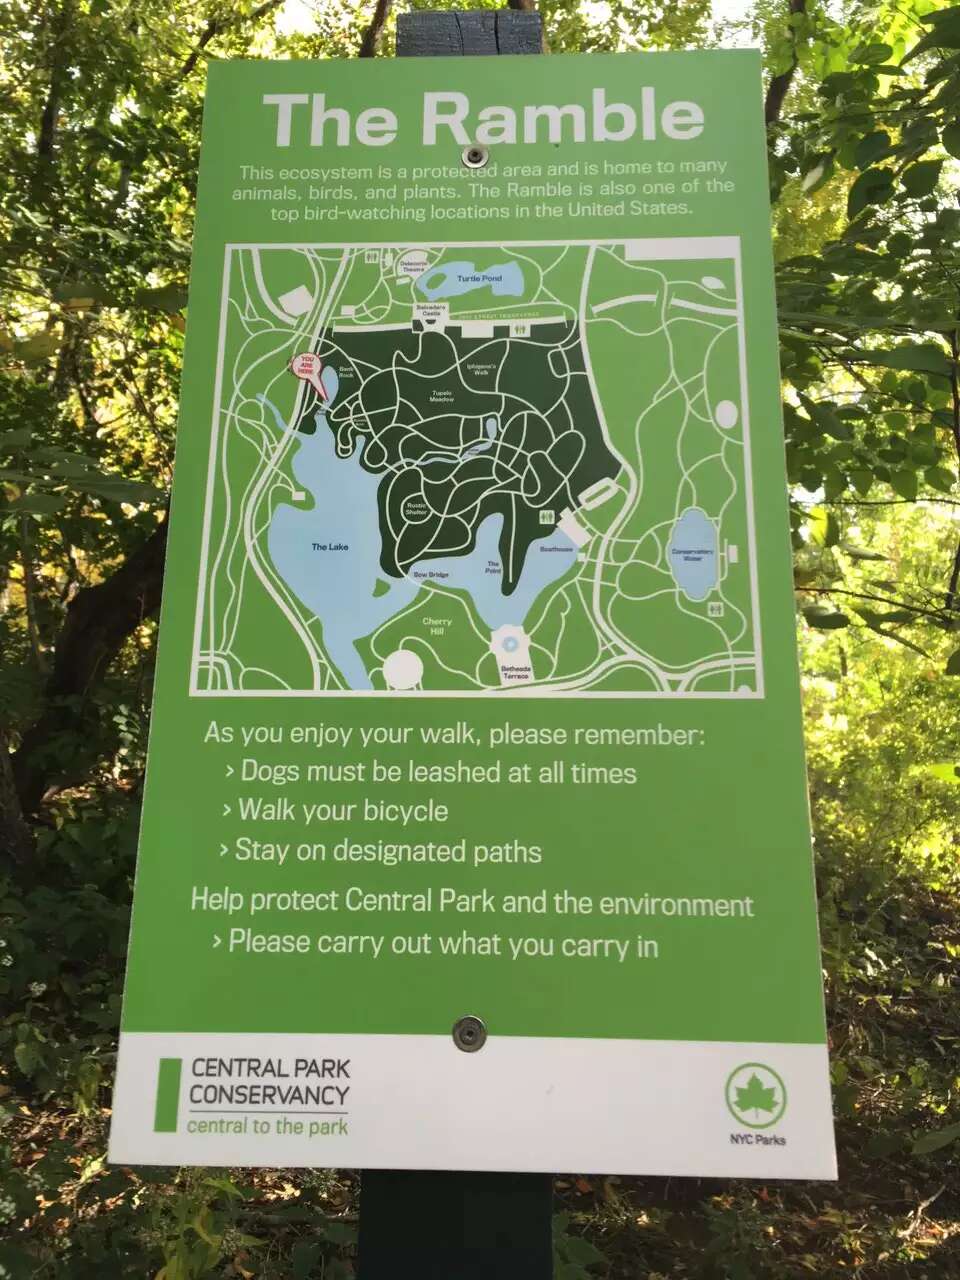 The Ramble
This ecosystem is a protected area and is home to many
animals, birds, and plants. The Ramble is also one of the
top bird-watching locations in the United States.
Delacorte
Theatre
Turtle Pond
Belvedere
Castle
79TH STREET TRANSVERSE
YOU
ARE
HERE
Bank
Rock
Iphigene's
Walk
Tupelo
Meadow
Rustic
Shelter
The Lake
Boathouse
Conservatory
Water
The
Point
Bow Bridge
Cherry
Hill
Bethesda
Terrace
As you enjoy your walk, please remember:
› Dogs must be leashed at all times
› Walk your bicycle
› Stay on designated paths
Help protect Central Park and the environment
› Please carry out what you carry in
CENTRAL PARK
CONSERVANCY
central to the park
NYC Parks